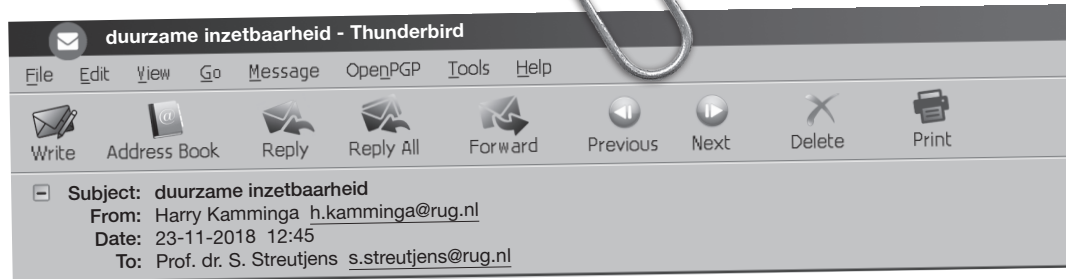 duurzame inzetbaarheid - Thunderbird
File Edit View Go Message OpenPGP Tools Help
Write Address Book Reply Reply All Forward Previous Next Delete Print
Subject: duurzame inzetbaarheid
From: Harry Kamminga h.kamminga@rug.nl
Date: 23-11-2018 12:45
To: Prof. dr. S. Streutjens s.streutjens@rug.nl